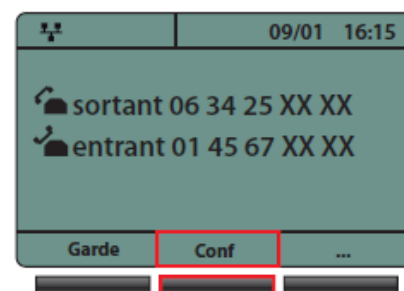 09/01 16:15
sortant 06 34 25 XX XX
entrant 01 45 67 XX XX
Garde Conf ...